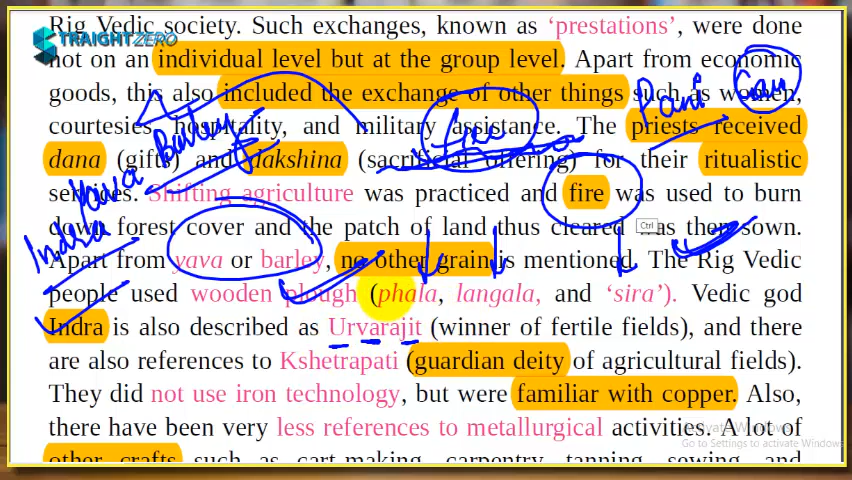 Rig Vedic society. Such exchanges, known as ‘prestations’, were done
STRAIGHTZERO
not on an individual level but at the group level. Apart from economic
goods, this also included the exchange of other things such as women,
Pani Cow
courtesies, hospitality, and military assistance. The priests received
Fire
Yava Barley
dana (gifts) and dakshina (sacrificial offering) for their ritualistic
services. Shifting agriculture was practiced and fire was used to burn
Ctrl
down forest cover and the patch of land thus cleared was then sown.
Indra
Apart from yava or barley, no other grain is mentioned. The Rig Vedic
people used wooden plough (phala, langala, and ‘sira’). Vedic god
Indra is also described as Urvarajit (winner of fertile fields), and there
are also references to Kshetrapati (guardian deity of agricultural fields).
They did not use iron technology, but were familiar with copper. Also,
there have been very less references to metallurgical activities. A lot of
Activate Windows
Go to Settings to activate Windows
other crafts such as cart-making, carpentry, tanning, sewing, and